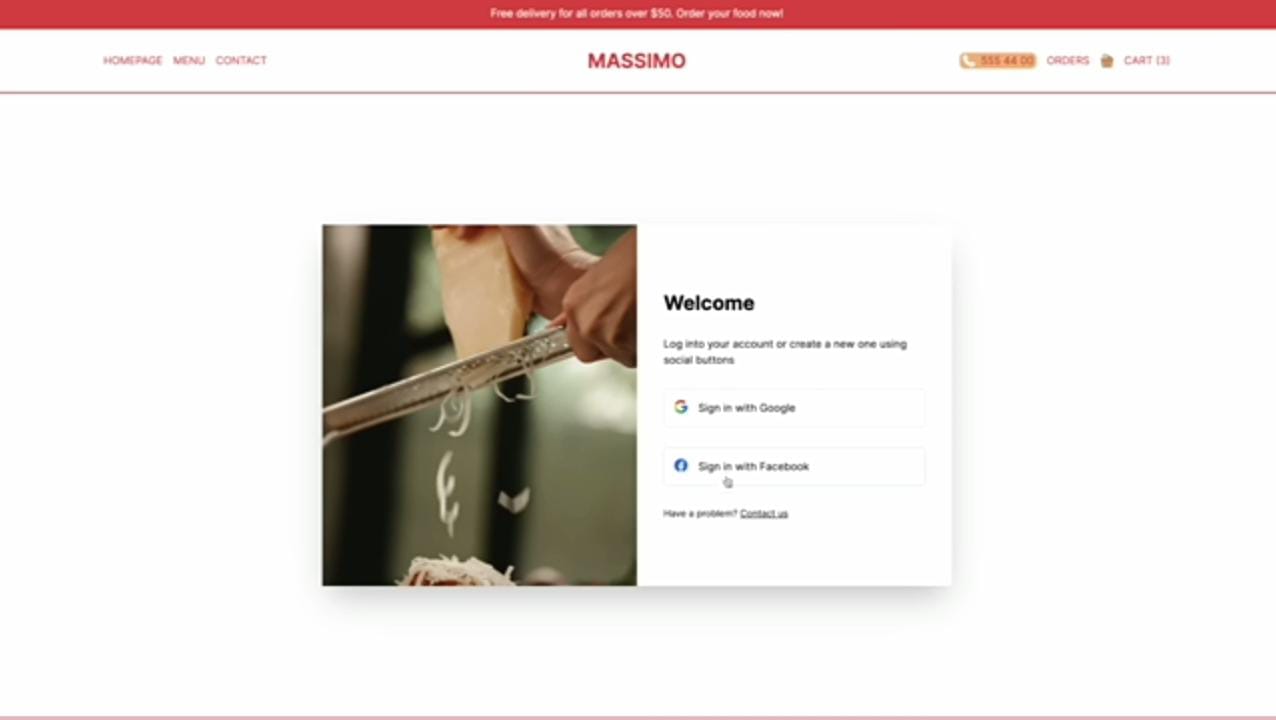 Free delivery for all orders over $50. Order your food now!
HOMEPAGE MENU CONTACT
MASSIMO
555 44 00 ORDERS CART (3)
Welcome
Log into your account or create a new one using
social buttons
Sign in with Google
Sign in with Facebook
Have a problem? Contact us